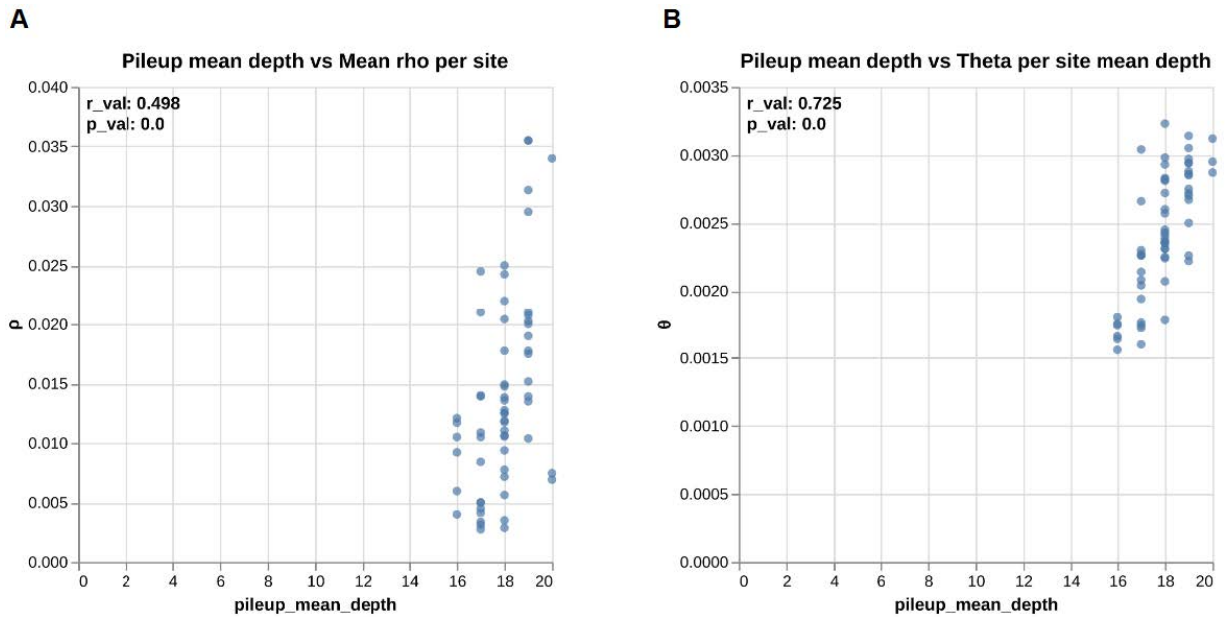 A
Pileup mean depth vs Mean rho per site
r_val: 0.498
p_val: 0.0
0.040
0.035
0.030
0.025
0.020
0.015
0.010
0.005
0.000
ρ
0 2 4 6 8 10 12 14 16 18 20
pileup_mean_depth
B
Pileup mean depth vs Theta per site mean depth
r_val: 0.725
p_val: 0.0
0.0035
0.0030
0.0025
0.0020
0.0015
0.0010
0.0005
0.0000
θ
0 2 4 6 8 10 12 14 16 18 20
pileup_mean_depth